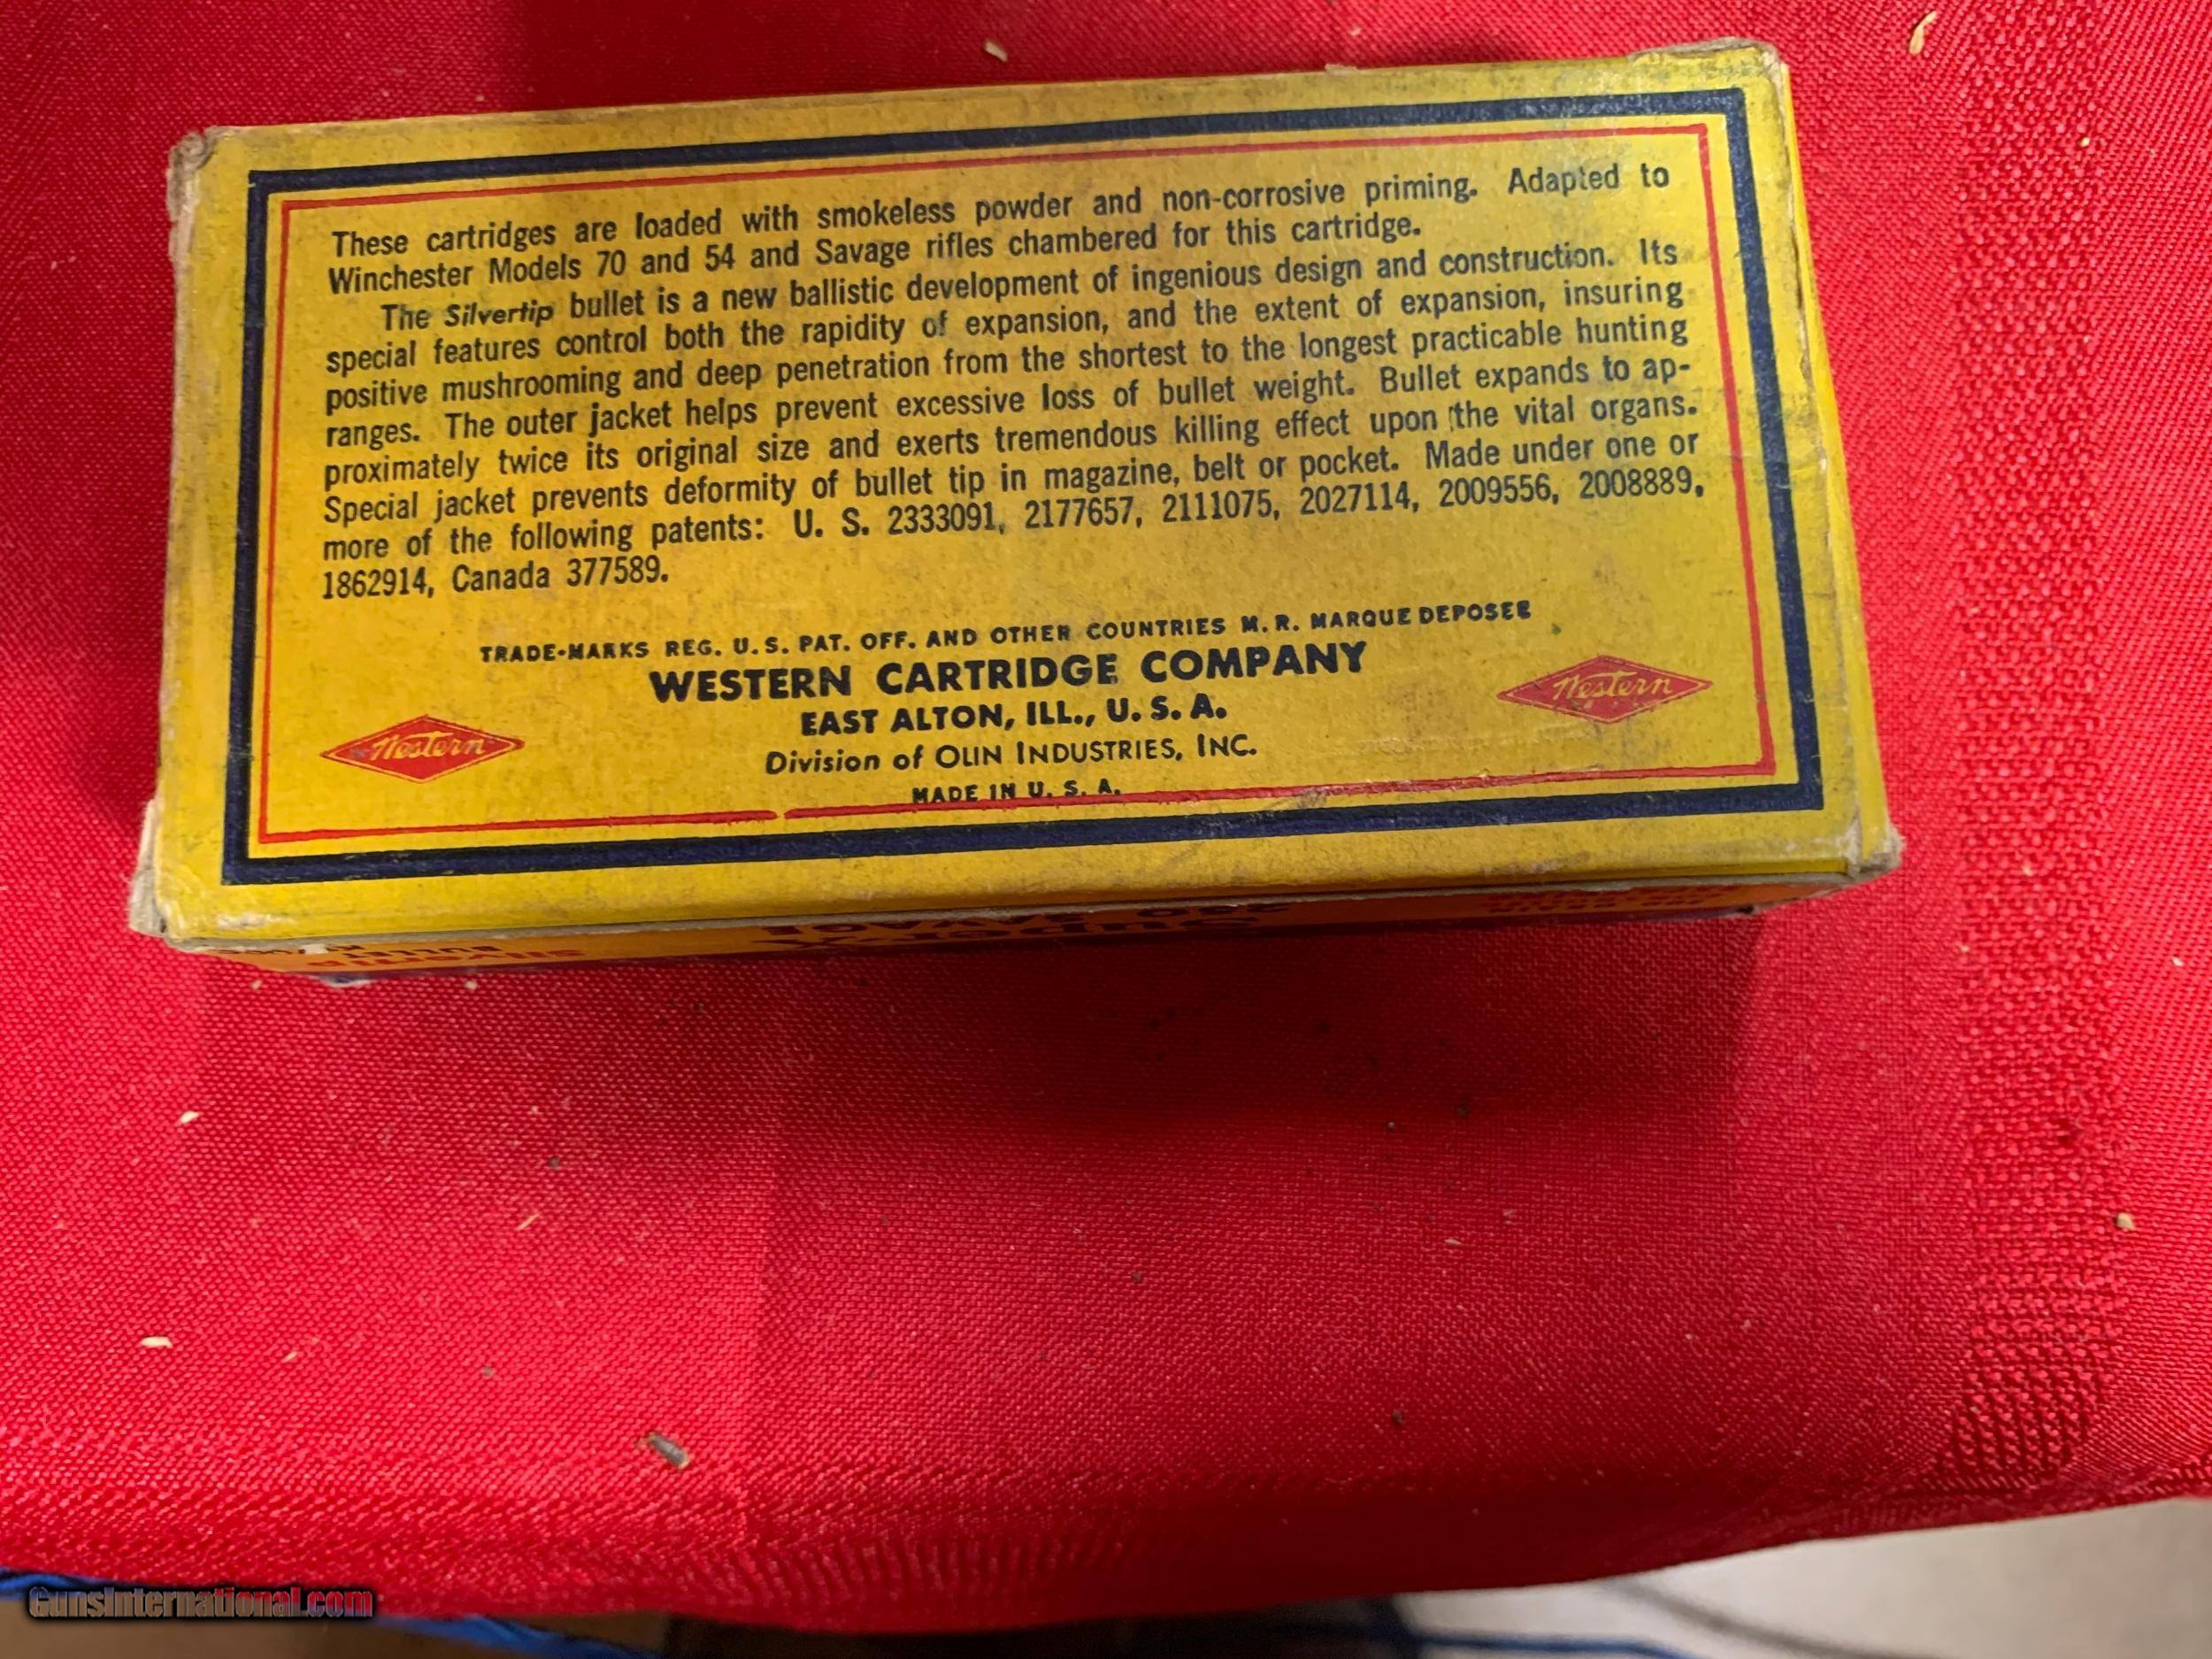 These cartridges are loaded with smokeless powder and non-corrosive priming. Adapted to
Winchester Models 70 and 54 and Savage rifles chambered for this cartridge.
The Silvertip bullet is a new ballistic development of ingenious design and construction. Its
special features control both the rapidity of expansion, and the extent of expansion, insuring
positive mushrooming and deep penetration from the shortest to the longest practicable hunting
ranges. The outer jacket helps prevent excessive loss of bullet weight. Bullet expands to ap-
proximately twice its original size and exerts tremendous killing effect upon the vital organs.
Special jacket prevents deformity of bullet tip in magazine, belt or pocket. Made under one or
more of the following patents: U. S. 2333091, 2177657, 2111075, 2027114, 2009556, 2008889,
1862914, Canada 377589.
TRADE-MARKS REG. U.S. PAT. OFF. AND OTHER COUNTRIES M.R. MARQUE DEPOSEE
WESTERN CARTRIDGE COMPANY
EAST ALTON, ILL., U. S. A.
Division of OLIN INDUSTRIES, INC.
MADE IN U. S. A.
Western
Western
SAVAGE
Super-X
GunsInternational.com